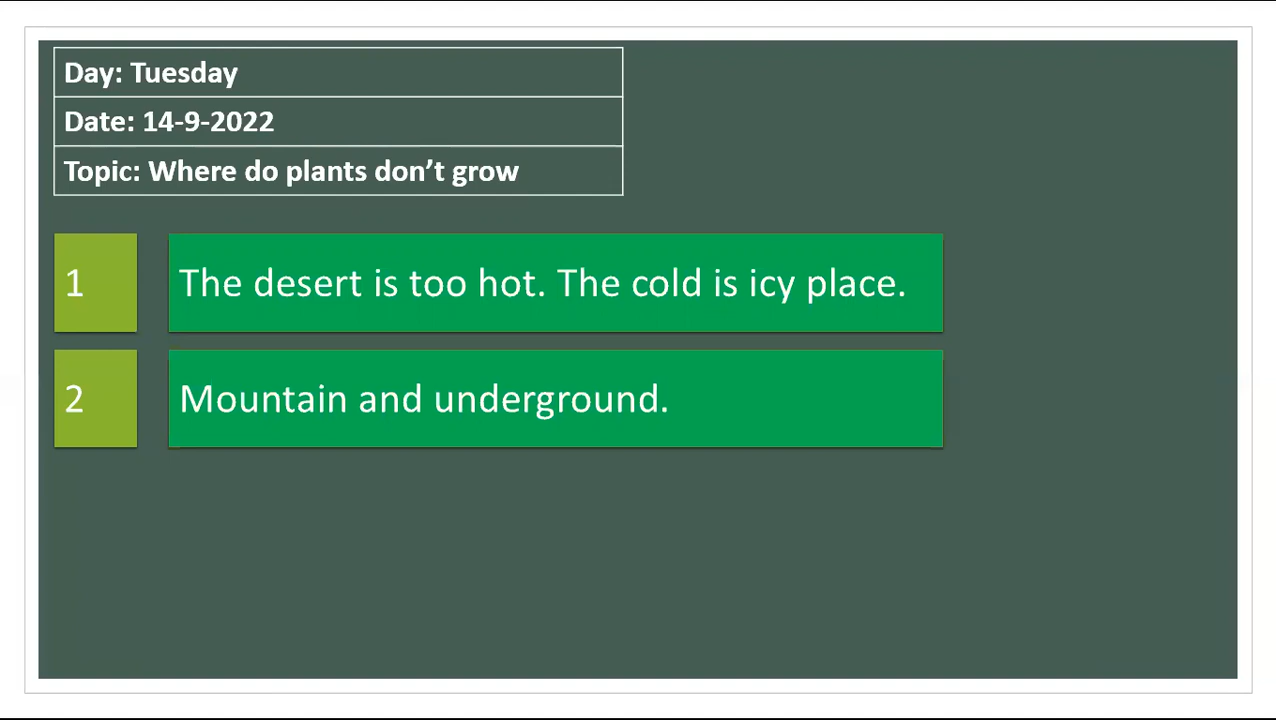 Day: Tuesday
Date: 14-9-2022
Topic: Where do plants don’t grow
1
The desert is too hot. The cold is icy place.
2
Mountain and underground.